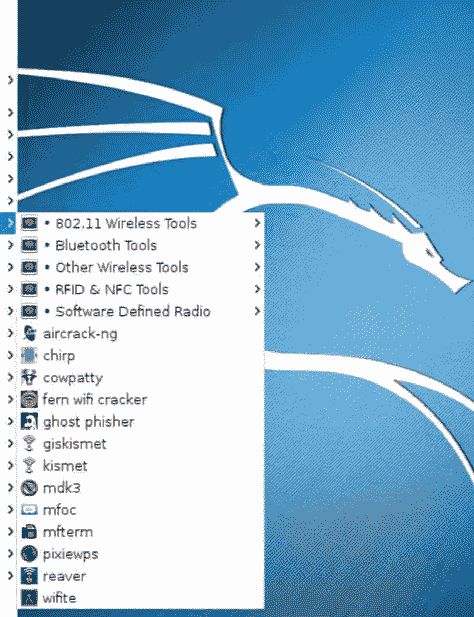 • 802.11 Wireless Tools
• Bluetooth Tools
• Other Wireless Tools
• RFID & NFC Tools
• Software Defined Radio
aircrack-ng
chirp
cowpatty
fern wifi cracker
ghost phisher
giskismet
kismet
mdk3
mfoc
mfterm
pixiewps
reaver
wifite